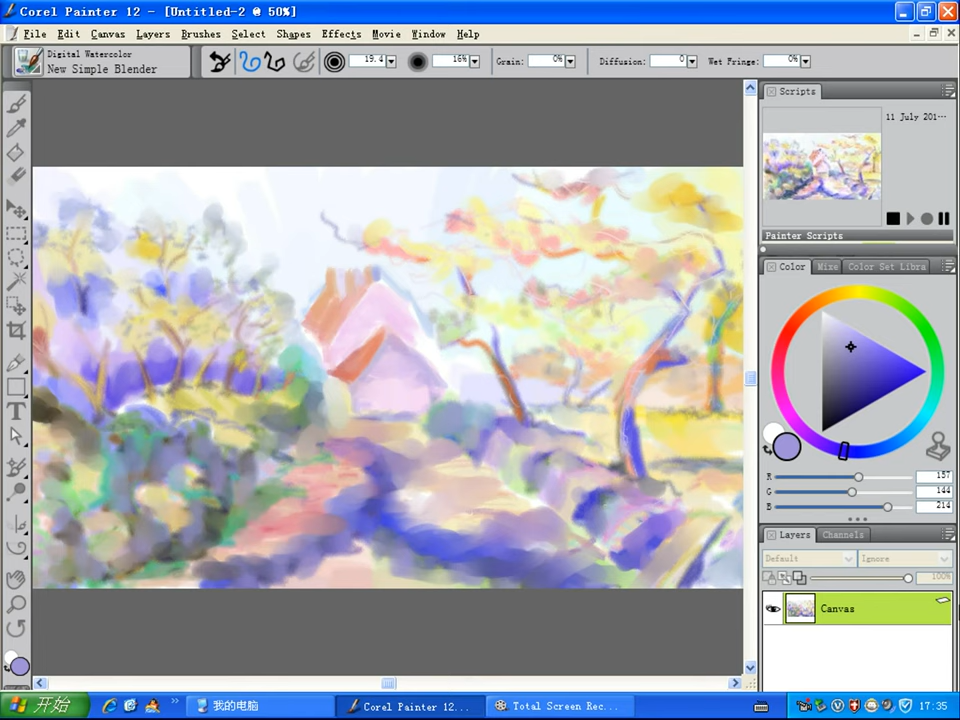 Corel Painter 12 - [Untitled-2 @ 50%]
File Edit Canvas Layers Brushes Select Shapes Effects Movie Window Help
Digital Watercolor
New Simple Blender
19.4 16% Grain: 0% Diffusion: 0 Wet Fringe: 0%
Scripts
11 July 201...
Painter Scripts
Color Mixe Color Set Libra
R 157
G 144
B 214
Layers Channels
Default Ignore
100%
Canvas
开始 我的电脑 Corel Painter 12... Total Screen Rec... 17:35